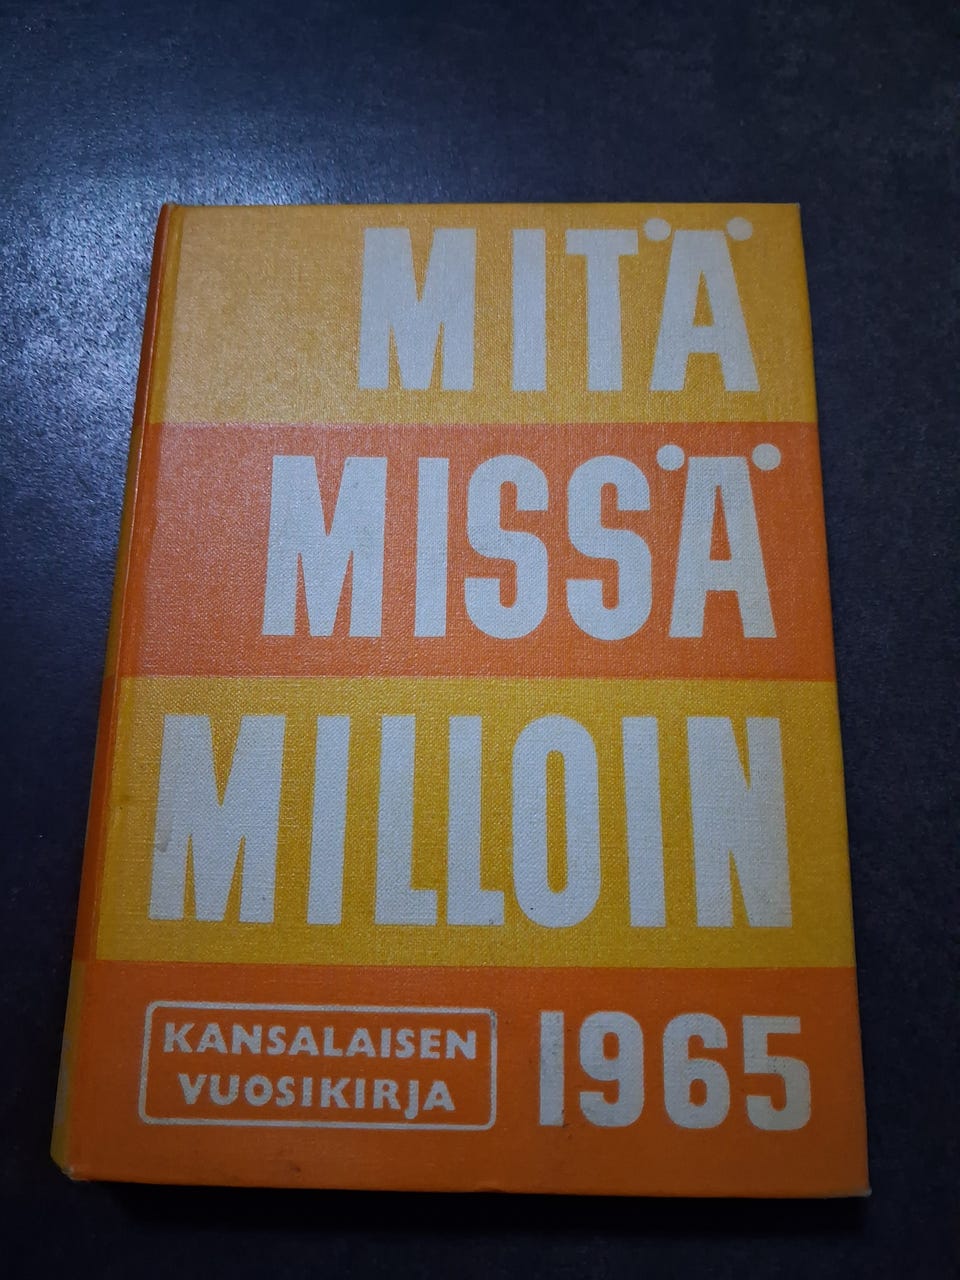 MITÄ
MISSÄ
MILLOIN
KANSALAISEN
VUOSIKIRJA
1965